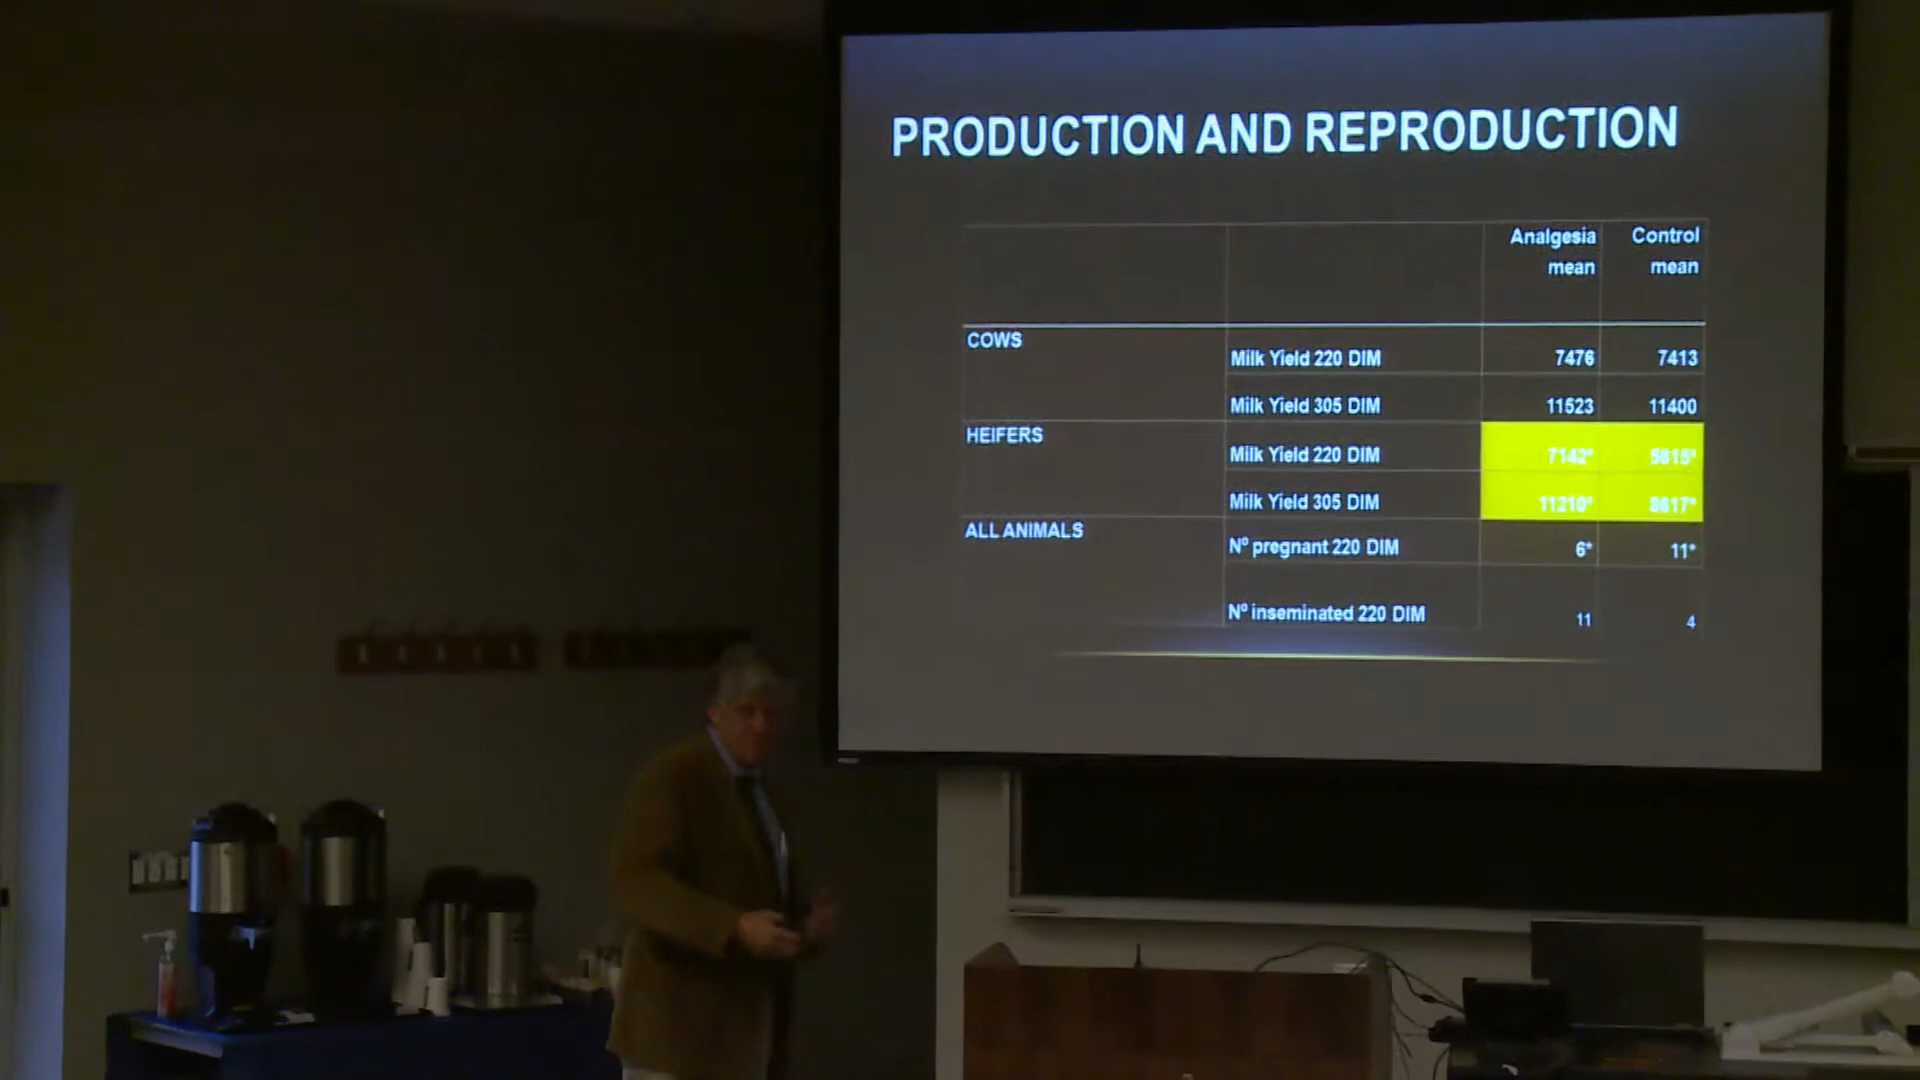 PRODUCTION AND REPRODUCTION
Analgesia mean Control mean
COWS
Milk Yield 220 DIM 7476 7413
Milk Yield 305 DIM 11523 11400
HEIFERS
Milk Yield 220 DIM 7142* 5615*
Milk Yield 305 DIM 11210* 8617*
ALL ANIMALS
Nº pregnant 220 DIM 6* 11*
Nº inseminated 220 DIM 11 4